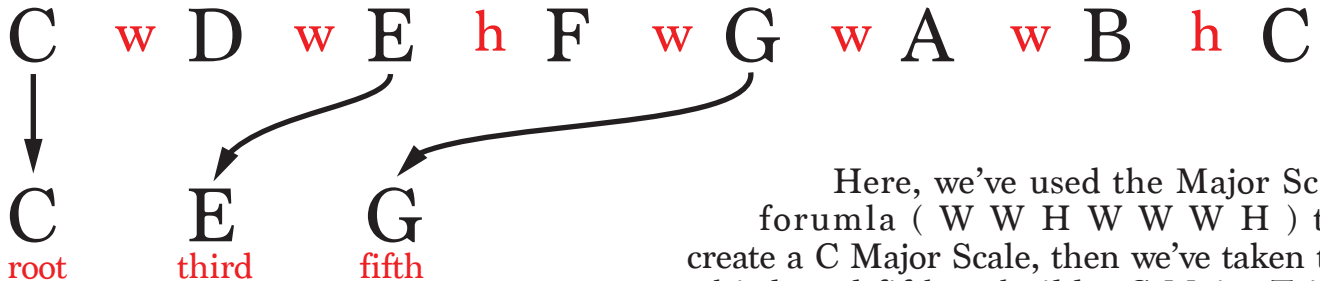 C w D w E h F w G w A w B h C
C E G
root third fifth
Here, we've used the Major Sc
forumla ( W W H W W W H ) t
create a C Major Scale, then we've taken t